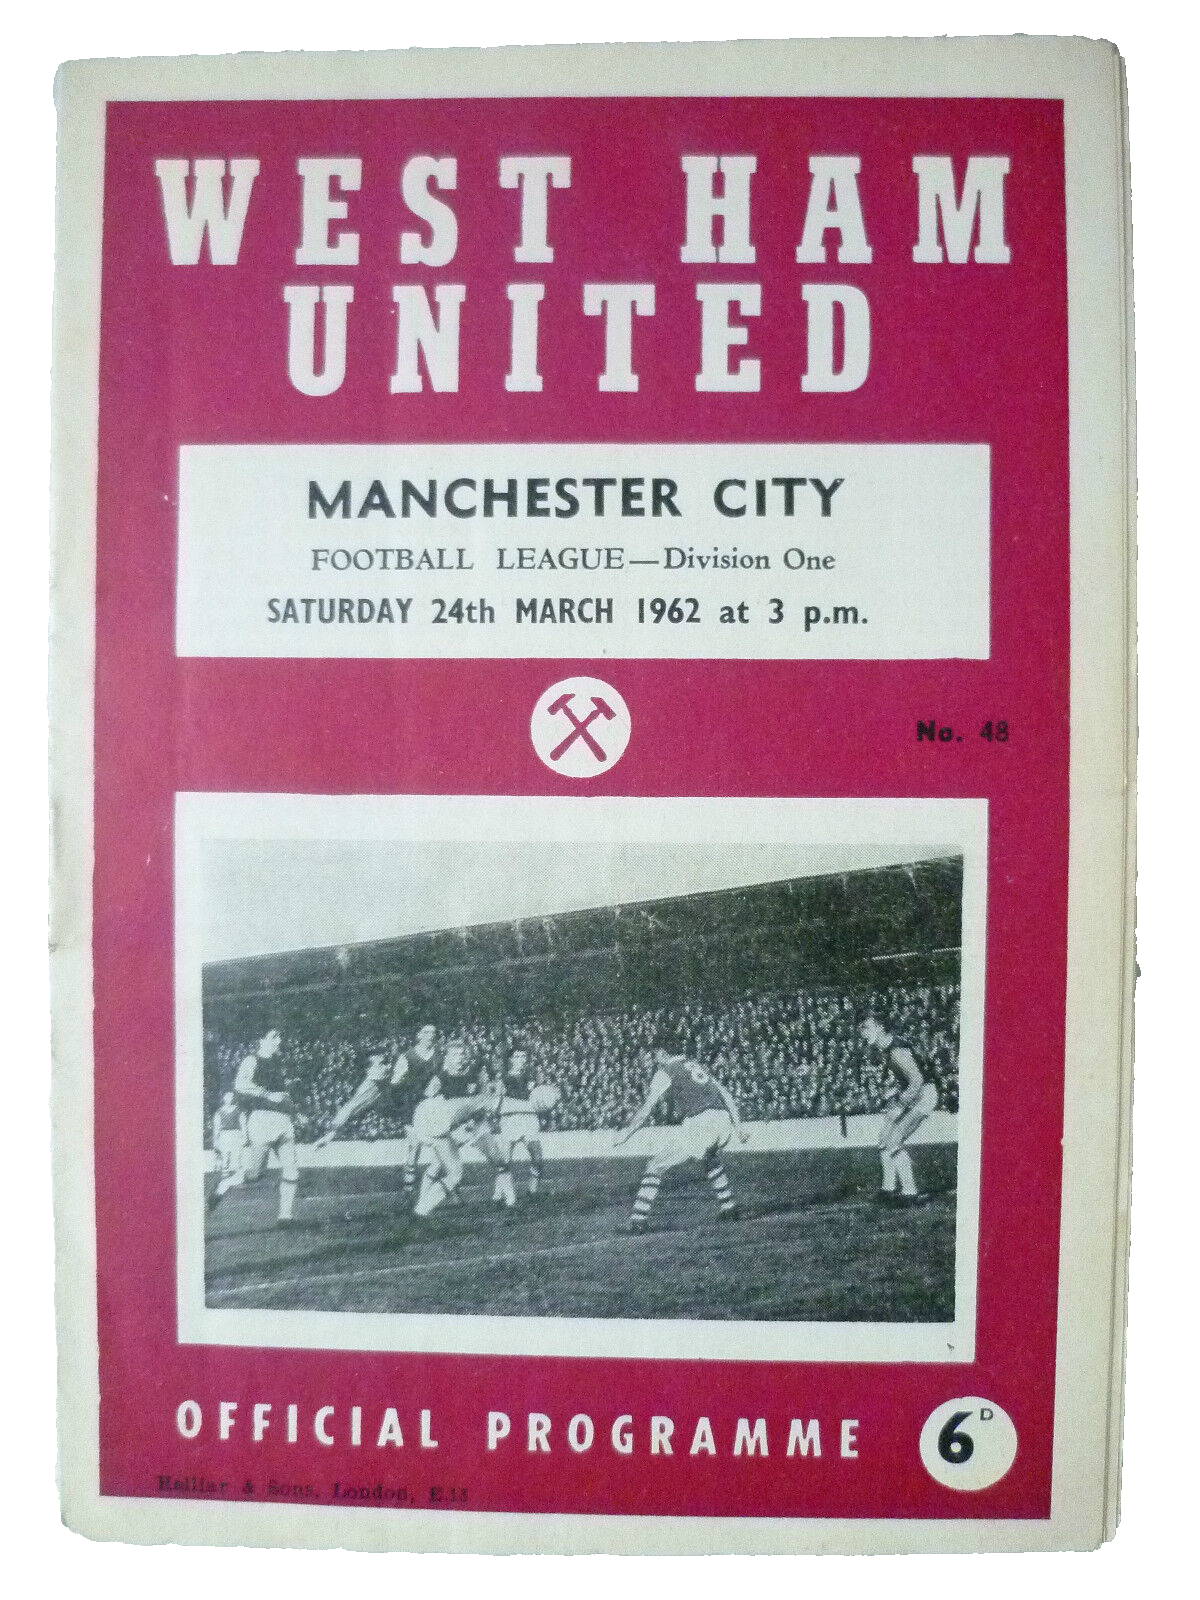 WEST HAM
UNITED
MANCHESTER CITY
FOOTBALL LEAGUE—Division One
SATURDAY 24th MARCH 1962 at 3 p.m.
No. 48
OFFICIAL PROGRAMME
6D
Helliar & Sons, London, E.13